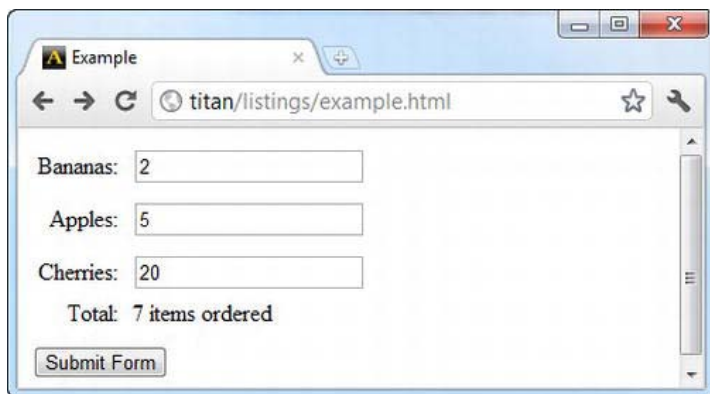 A Example
titan/listings/example.html
Bananas: 2
Apples: 5
Cherries: 20
Total: 7 items ordered
Submit Form